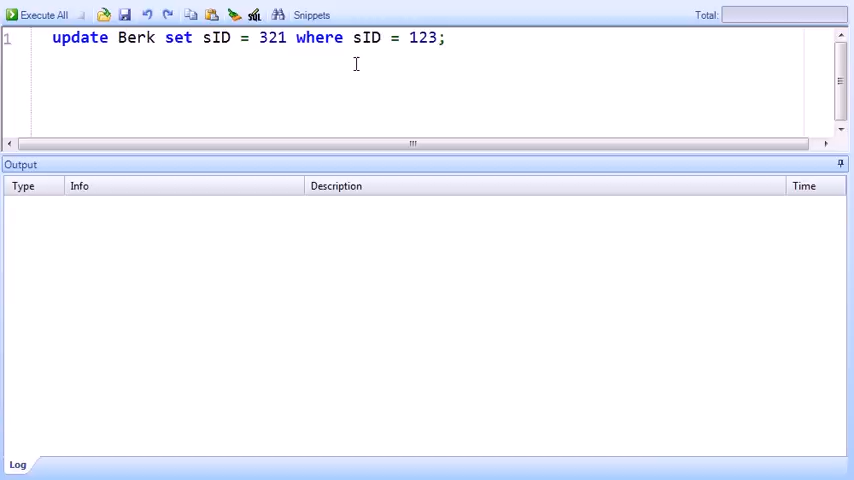 Execute All
Snippets
Total:
1 update Berk set sID = 321 where sID = 123;
Output
Type Info Description Time
Log